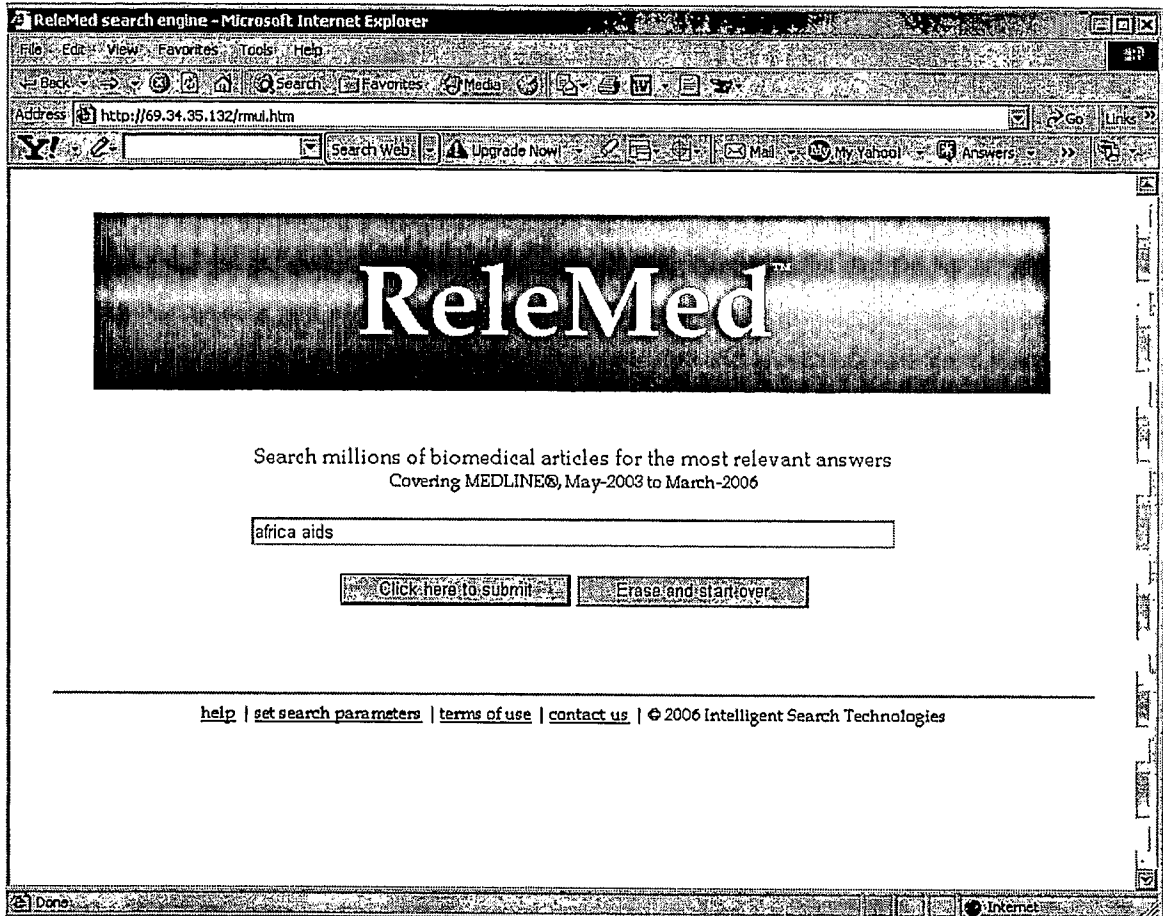 ReleMed search engine - Microsoft Internet Explorer
File Edit View Favorites Tools Help
Back Search Favorites Media
Address http://69.34.35.132/rmui.htm Go Links »
Y! Search Web Upgrade Now! Mail My Yahoo! Answers »
ReleMed™
Search millions of biomedical articles for the most relevant answers
Covering MEDLINE®, May-2003 to March-2006
africa aids
Click here to submit Erase and start over
help | set search parameters | terms of use | contact us | © 2006 Intelligent Search Technologies
Done Internet